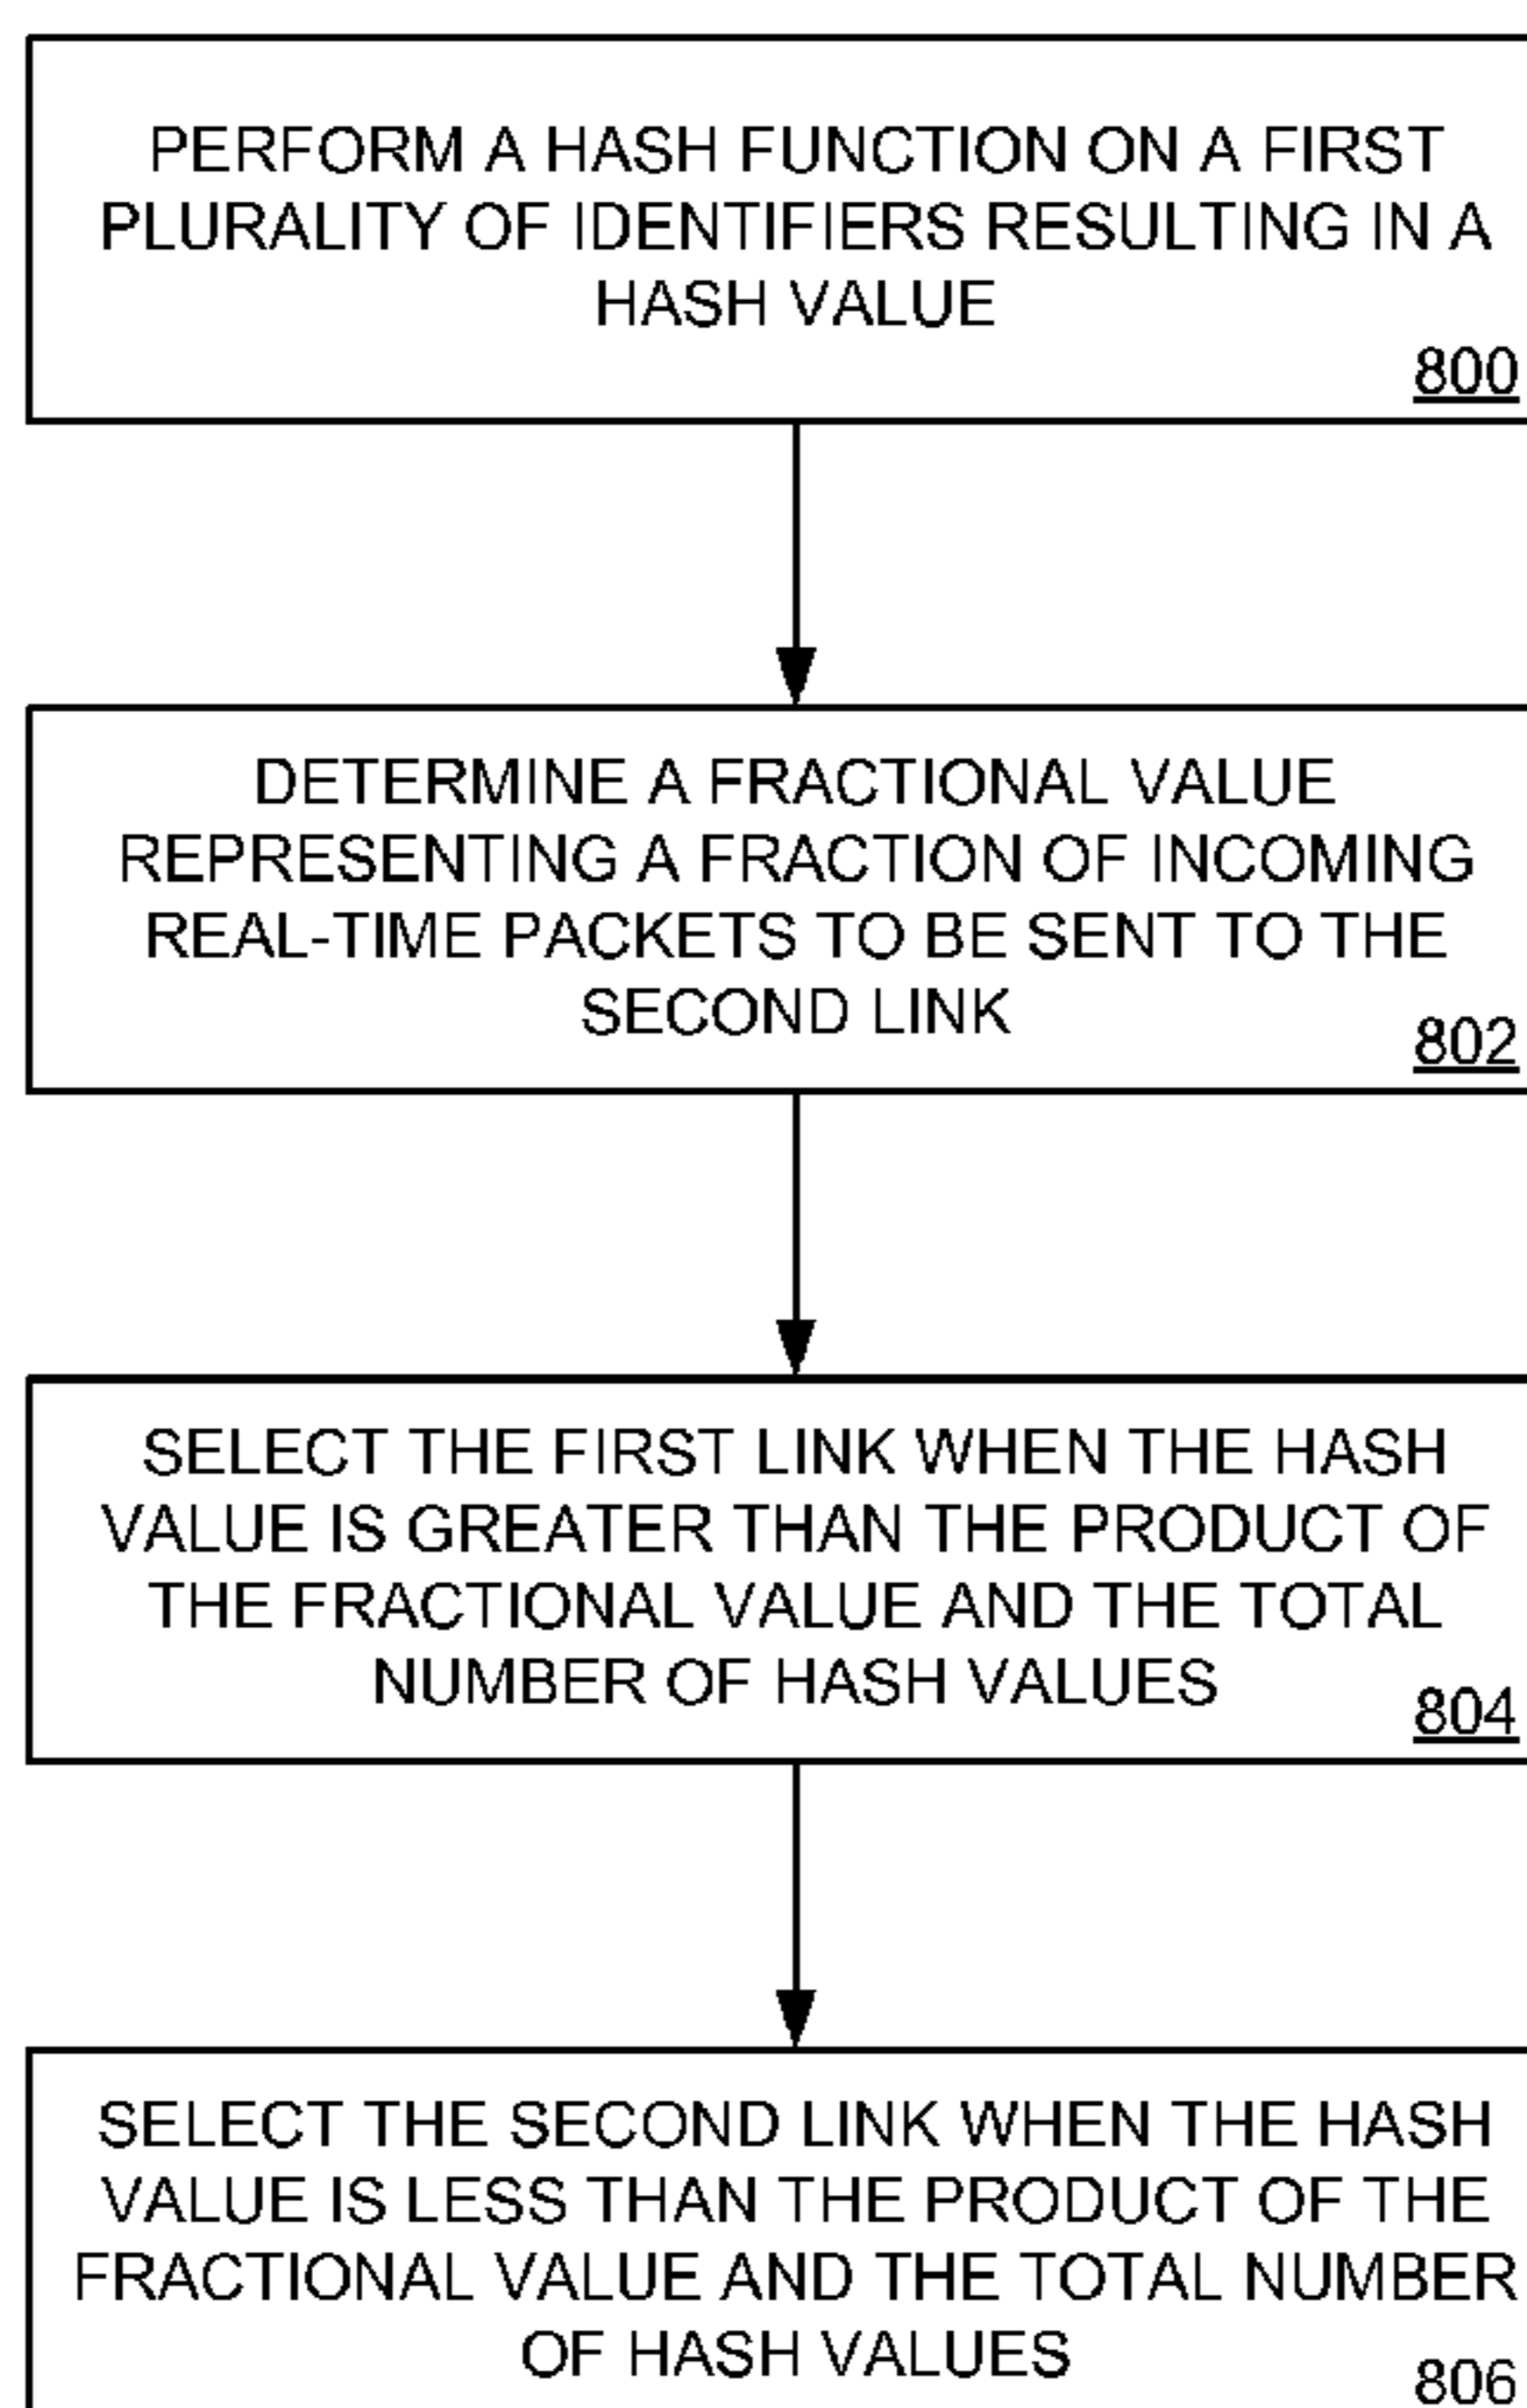 PERFORM A HASH FUNCTION ON A FIRST
PLURALITY OF IDENTIFIERS RESULTING IN A
HASH VALUE
800
DETERMINE A FRACTIONAL VALUE
REPRESENTING A FRACTION OF INCOMING
REAL-TIME PACKETS TO BE SENT TO THE
SECOND LINK
802
SELECT THE FIRST LINK WHEN THE HASH
VALUE IS GREATER THAN THE PRODUCT OF
THE FRACTIONAL VALUE AND THE TOTAL
NUMBER OF HASH VALUES
804
SELECT THE SECOND LINK WHEN THE HASH
VALUE IS LESS THAN THE PRODUCT OF THE
FRACTIONAL VALUE AND THE TOTAL NUMBER
OF HASH VALUES
806